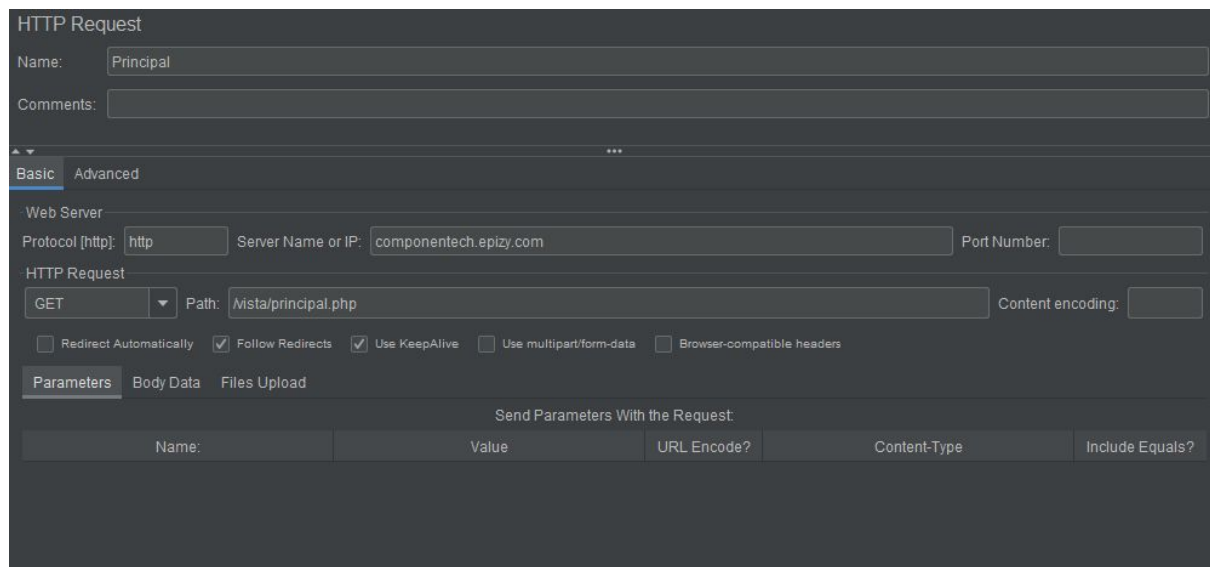 HTTP Request
Name: Principal
Comments:
Basic Advanced
Web Server
Protocol [http]: http Server Name or IP: componentech.epizy.com Port Number:
HTTP Request
GET Path: /vista/principal.php Content encoding:
Redirect Automatically Follow Redirects Use KeepAlive Use multipart/form-data Browser-compatible headers
Parameters Body Data Files Upload
Send Parameters With the Request:
Name: Value URL Encode? Content-Type Include Equals?